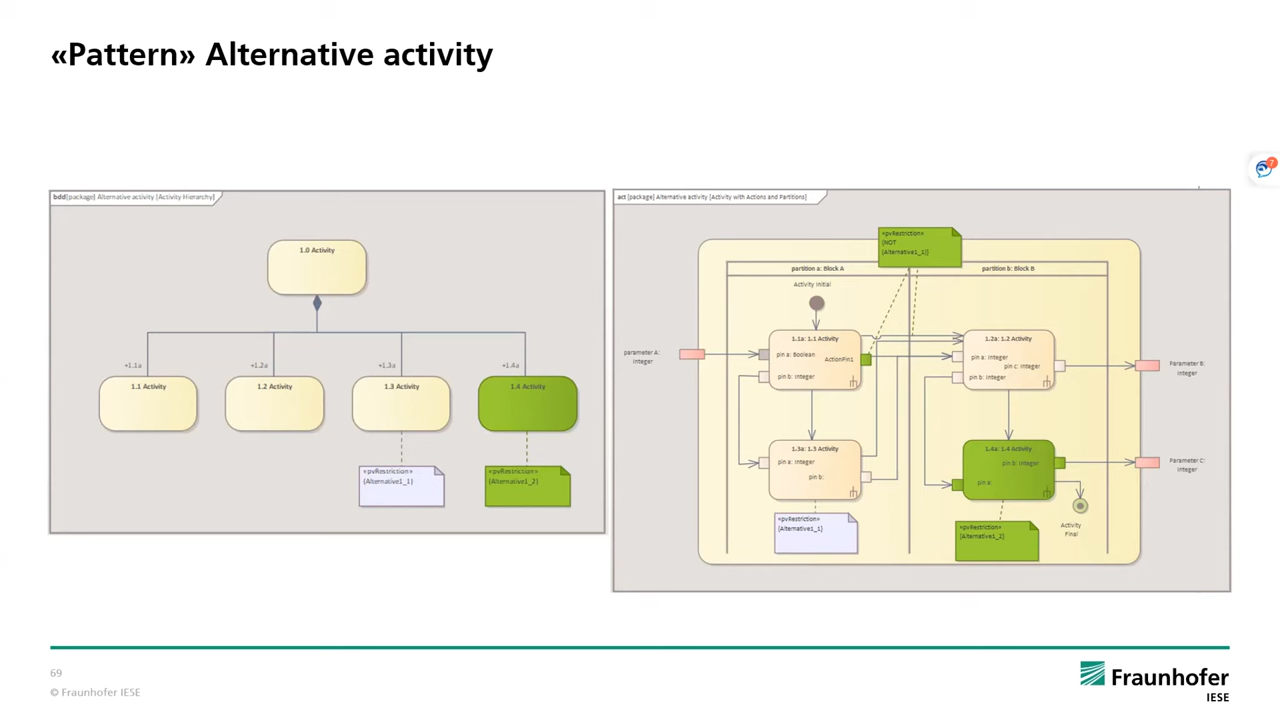 «Pattern» Alternative activity
7
bdd[package] Alternative activity [Activity Hierarchy]
1.0 Activity
+1.1a
+1.2a
+1.3a
+1.4a
1.1 Activity
1.2 Activity
1.3 Activity
1.4 Activity
«pvRestriction»
{Alternative1_1}
«pvRestriction»
{Alternative1_2}
act [package] Alternative activity [Activity with Actions and Partitions]
«pvRestriction»
{NOT
(Alternative1_1)}
partition a: Block A
partition b: Block B
Activity Initial
parameter A:
Integer
1.1a: 1.1 Activity
pin a: Boolean
ActionPin1
pin b: Integer
1.2a: 1.2 Activity
pin a: Integer
pin c: Integer
pin b: Integer
Parameter B:
Integer
1.3a: 1.3 Activity
pin a: Integer
pin b:
1.4a: 1.4 Activity
pin b: Integer
pin a:
Parameter C:
Integer
«pvRestriction»
{Alternative1_1}
«pvRestriction»
{Alternative1_2}
Activity
Final
69
© Fraunhofer IESE
Fraunhofer
IESE